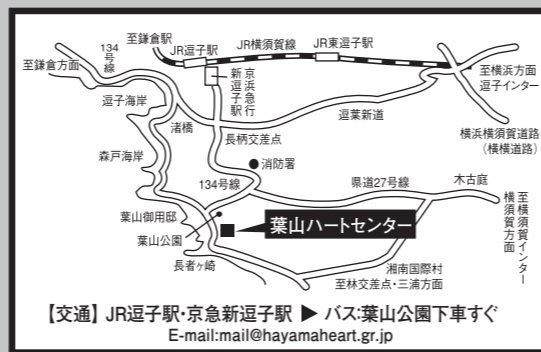 至鎌倉駅
JR逗子駅
JR横須賀線
JR東逗子駅
134号線
至鎌倉方面
京浜急行
新逗子駅
至横浜方面
逗子インター
逗子海岸
渚橋
逗葉新道
長柄交差点
横浜横須賀道路
(横横道路)
森戸海岸
消防署
134号線
県道27号線
木古庭
至横須賀インター
横須賀方面
葉山御用邸
葉山公園
葉山ハートセンター
長者ヶ崎
湘南国際村
至林交差点・三浦方面
【交通】JR逗子駅・京急新逗子駅 ▶ バス:葉山公園下車すぐ
E-mail:mail@hayamaheart.gr.jp